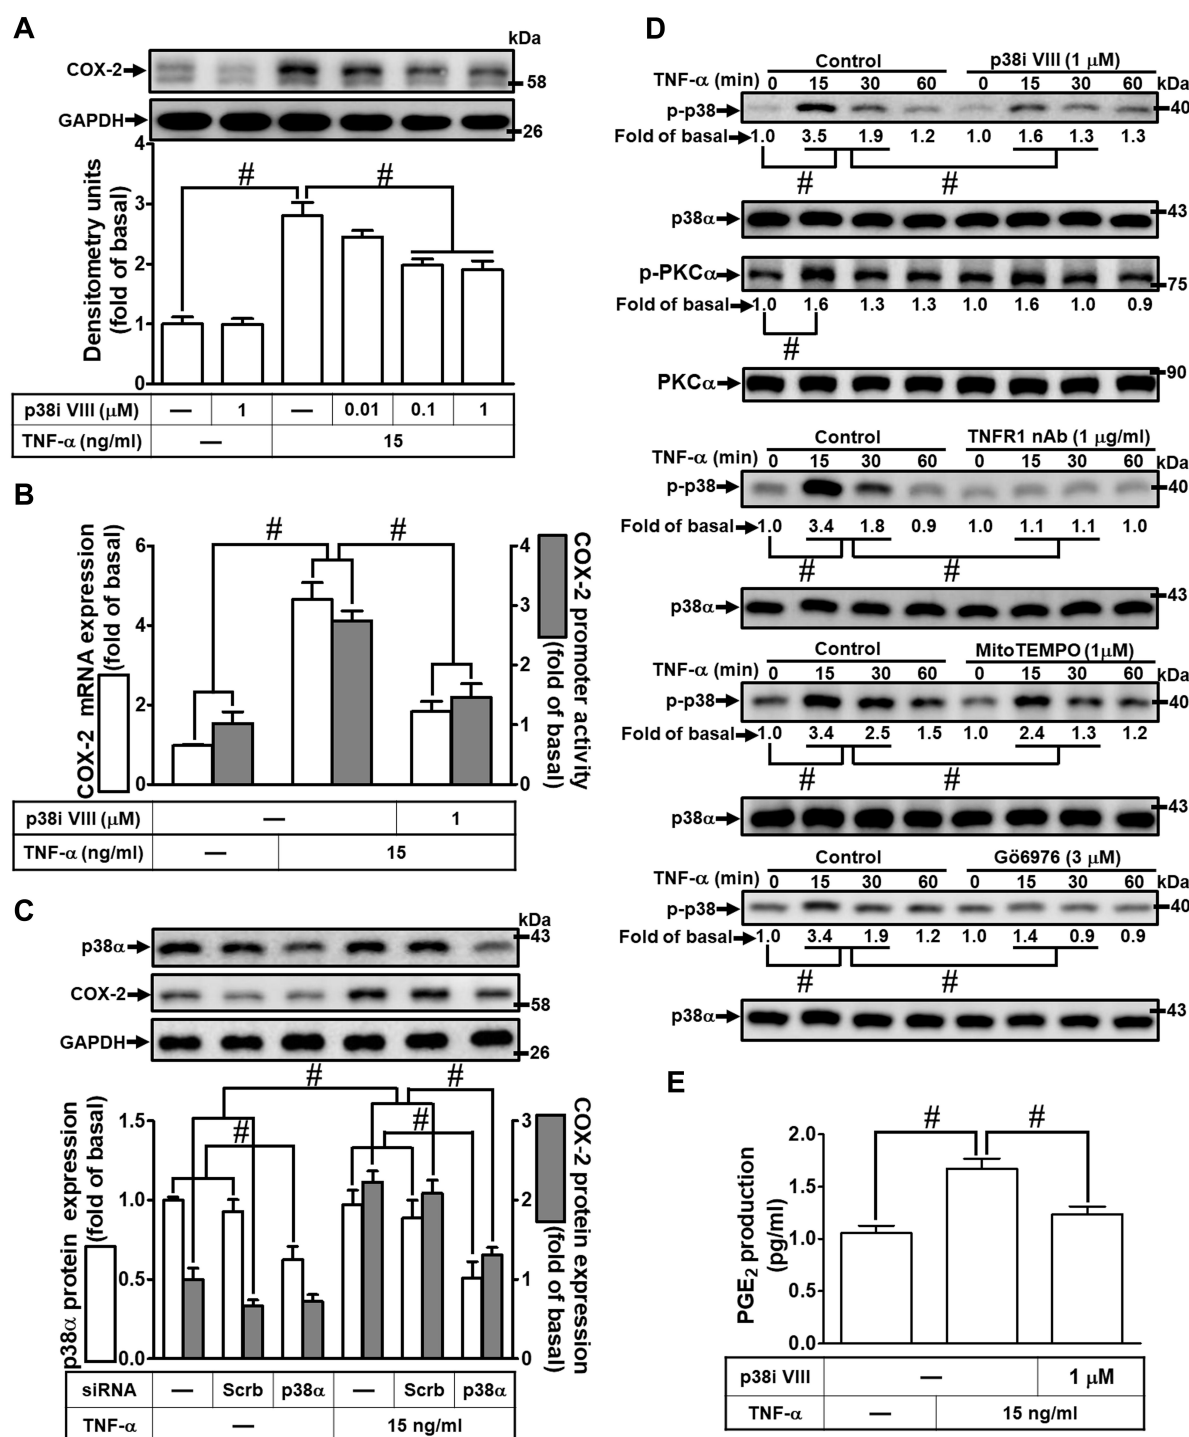 A
kDa
COX-2
58
GAPDH
26
Densitometry units
(fold of basal)
4
3
2
1
0
#
#
p38i VIII (μM) — 1 — 0.01 0.1 1
TNF-α (ng/ml) — 15
B
COX-2 mRNA expression
(fold of basal)
6
4
2
0
#
#
4
3
2
1
0
COX-2 promoter activity
(fold of basal)
p38i VIII (μM) — 1
TNF-α (ng/ml) — 15
C
kDa
p38α
43
COX-2
58
GAPDH
26
p38α protein expression
(fold of basal)
1.5
1.0
0.5
0.0
#
#
#
#
3
2
1
0
COX-2 protein expression
(fold of basal)
siRNA — Scrb p38α — Scrb p38α
TNF-α — 15 ng/ml
D
Control p38i VIII (1 μM)
TNF-α (min) 0 15 30 60 0 15 30 60 kDa
p-p38 40
Fold of basal 1.0 3.5 1.9 1.2 1.0 1.6 1.3 1.3
# #
p38α 43
p-PKCα 75
Fold of basal 1.0 1.6 1.3 1.3 1.0 1.6 1.0 0.9
#
PKCα 90
Control TNFR1 nAb (1 μg/ml)
TNF-α (min) 0 15 30 60 0 15 30 60 kDa
p-p38 40
Fold of basal 1.0 3.4 1.8 0.9 1.0 1.1 1.1 1.0
# #
p38α 43
Control MitoTEMPO (1μM)
TNF-α (min) 0 15 30 60 0 15 30 60 kDa
p-p38 40
Fold of basal 1.0 3.4 2.5 1.5 1.0 2.4 1.3 1.2
# #
p38α 43
Control Gö6976 (3 μM)
TNF-α (min) 0 15 30 60 0 15 30 60 kDa
p-p38 40
Fold of basal 1.0 3.4 1.9 1.2 1.0 1.4 0.9 0.9
# #
p38α 43
E
PGE2 production
(pg/ml)
2.0
1.5
1.0
0.5
0.0
#
#
p38i VIII — 1 μM
TNF-α — 15 ng/ml